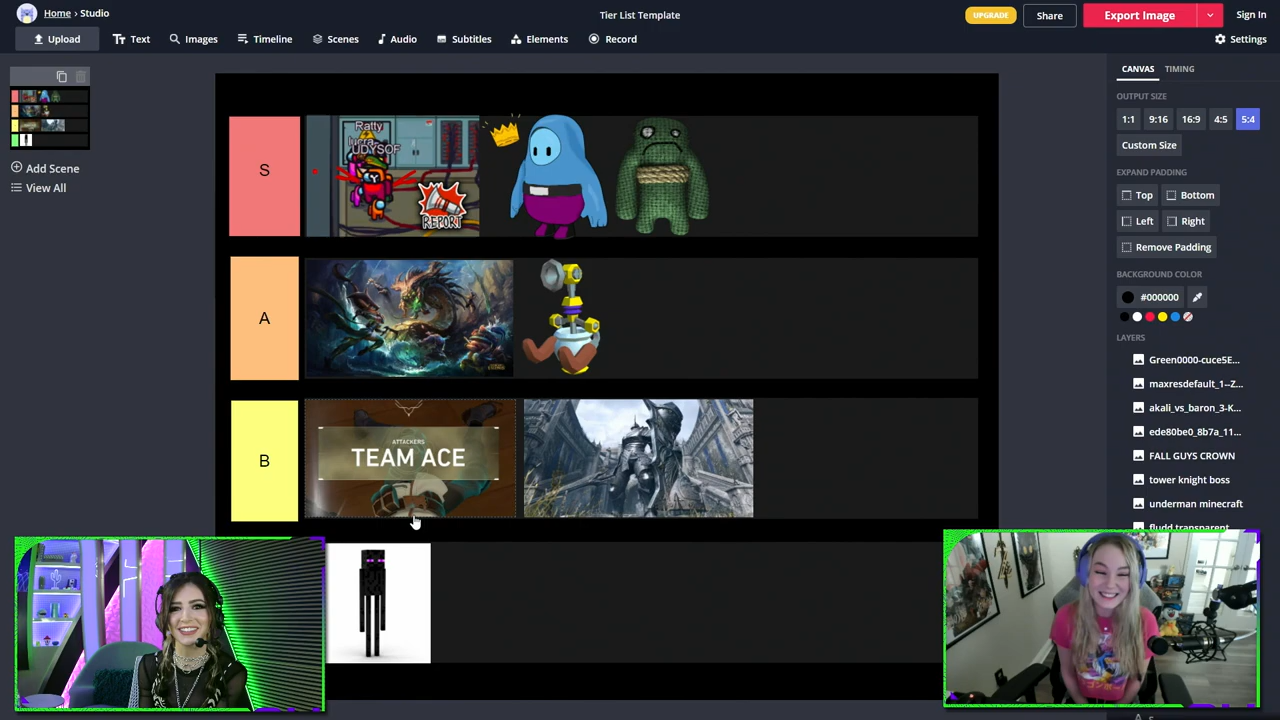 Home › Studio
Tier List Template
UPGRADE
Share
Export Image
Sign In
Upload
Text
Images
Timeline
Scenes
Audio
Subtitles
Elements
Record
Settings
Add Scene
View All
S
Ratty
UDYSOF
REPORT
A
B
ATTACKERS
TEAM ACE
CANVAS
TIMING
OUTPUT SIZE
1:1
9:16
16:9
4:5
5:4
Custom Size
EXPAND PADDING
Top
Bottom
Left
Right
Remove Padding
BACKGROUND COLOR
#000000
LAYERS
Green0000-cuce5E...
maxresdefault_1--Z...
akali_vs_baron_3-K...
ede80be0_8b7a_11...
FALL GUYS CROWN
tower knight boss
underman minecraft
fludd transparent